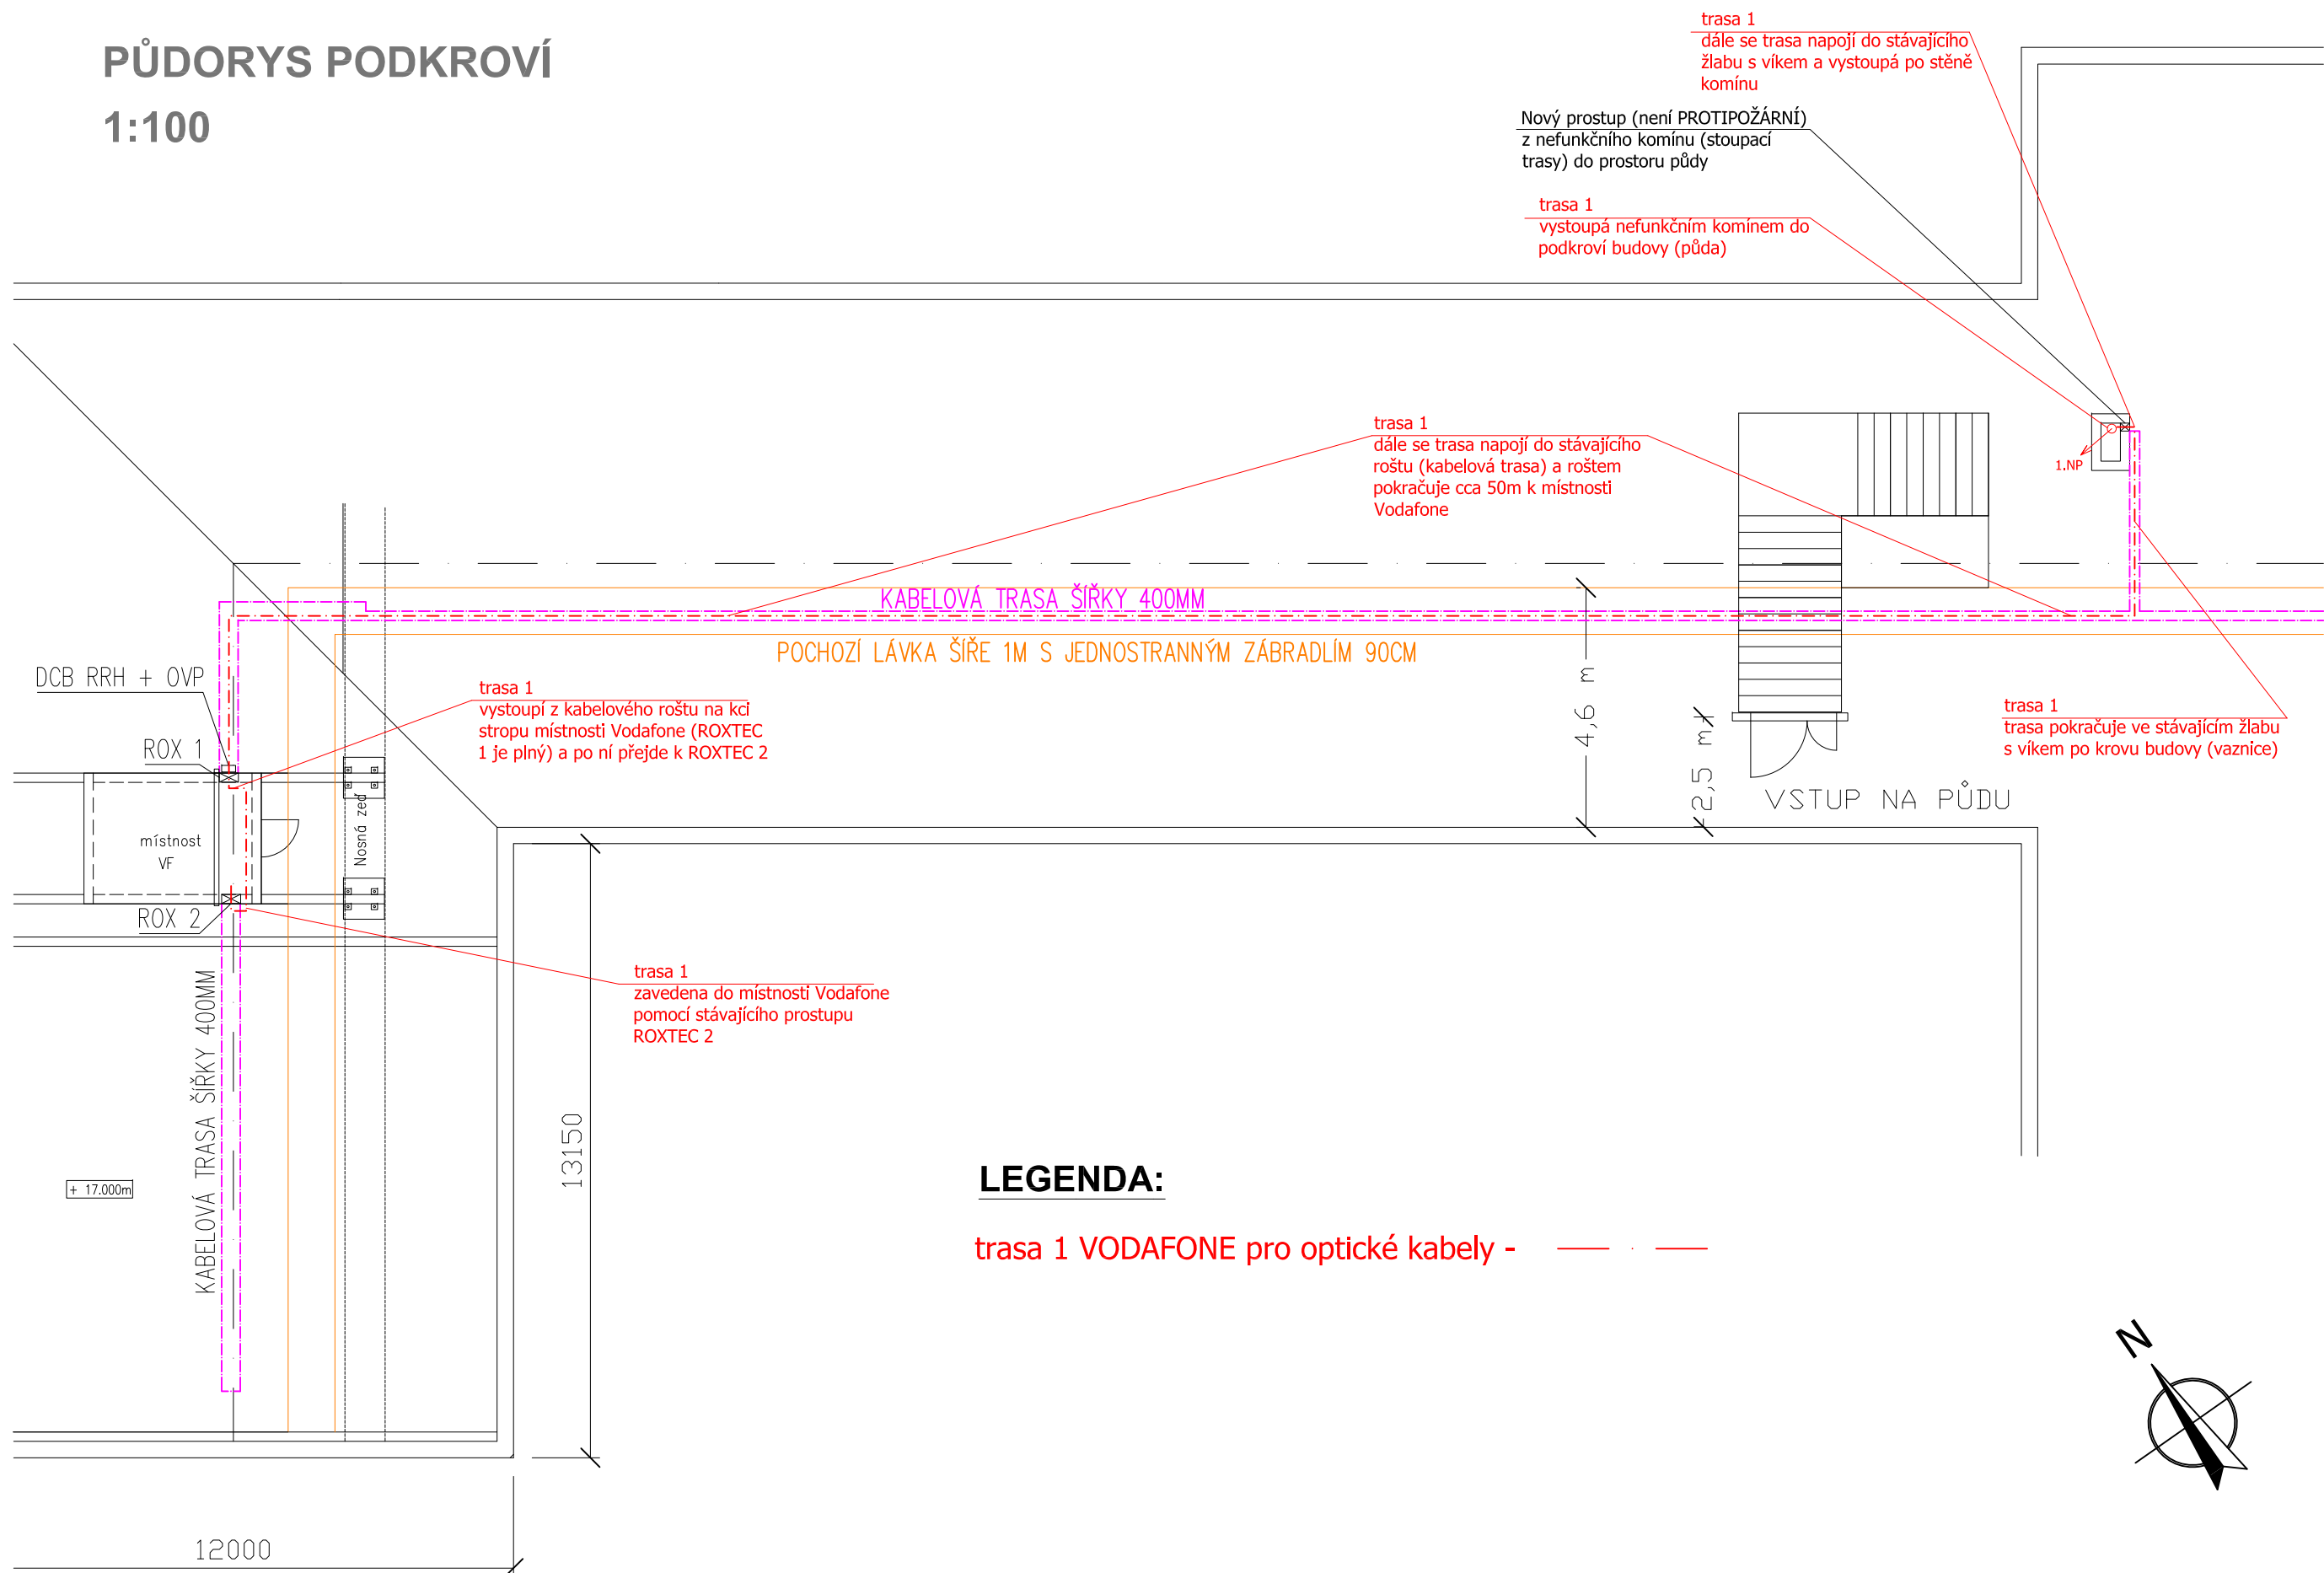 PŮDORYS PODKROVÍ
1:100
trasa 1
dále se trasa napojí do stávajícího
žlabu s víkem a vystoupá po stěně
komínu
Nový prostup (není PROTIPOŽÁRNÍ)
z nefunkčního komínu (stoupací
trasy) do prostoru půdy
trasa 1
vystoupá nefunkčním komínem do
podkroví budovy (půda)
trasa 1
dále se trasa napojí do stávajícího
roštu (kabelová trasa) a roštem
pokračuje cca 50m k místnosti
Vodafone
1.NP
KABELOVÁ TRASA ŠÍŘKY 400MM
POCHOZÍ LÁVKA ŠÍŘE 1M S JEDNOSTRANNÝM ZÁBRADLÍM 90CM
DCB RRH + OVP
trasa 1
vystoupí z kabelového roštu na kci
stropu místnosti Vodafone (ROXTEC
1 je plný) a po ní přejde k ROXTEC 2
ROX 1
4,6 m
2,5 m
trasa 1
trasa pokračuje ve stávajícím žlabu
s víkem po krovu budovy (vaznice)
VSTUP NA PŮDU
místnost
VF
Nosná zeď
ROX 2
trasa 1
zavedena do místnosti Vodafone
pomocí stávajícího prostupu
ROXTEC 2
KABELOVÁ TRASA ŠÍŘKY 400MM
+ 17.000m
13150
LEGENDA:
trasa 1 VODAFONE pro optické kabely -
N
12000